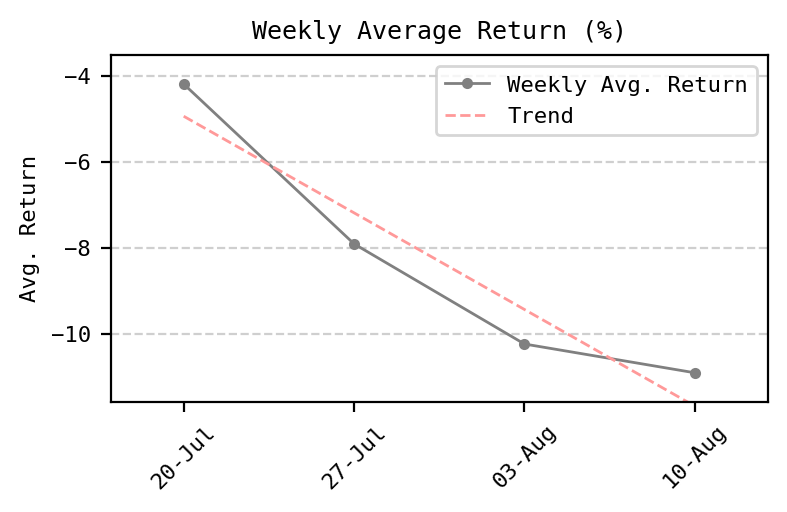 Weekly Average Return (%)
Weekly Avg. Return
Trend
Avg. Return
−4
−6
−8
−10
20-Jul
27-Jul
03-Aug
10-Aug